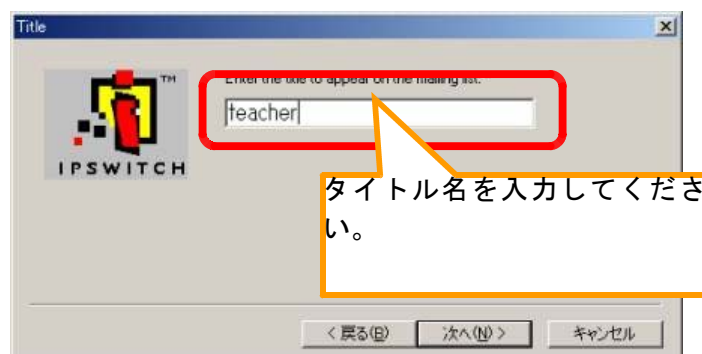 Title
TM
Enter the title to appear on the mailing list.
teacher
IPSWITCH
タイトル名を入力してくださ
い。
< 戻る(B)
次へ(N) >
キャンセル